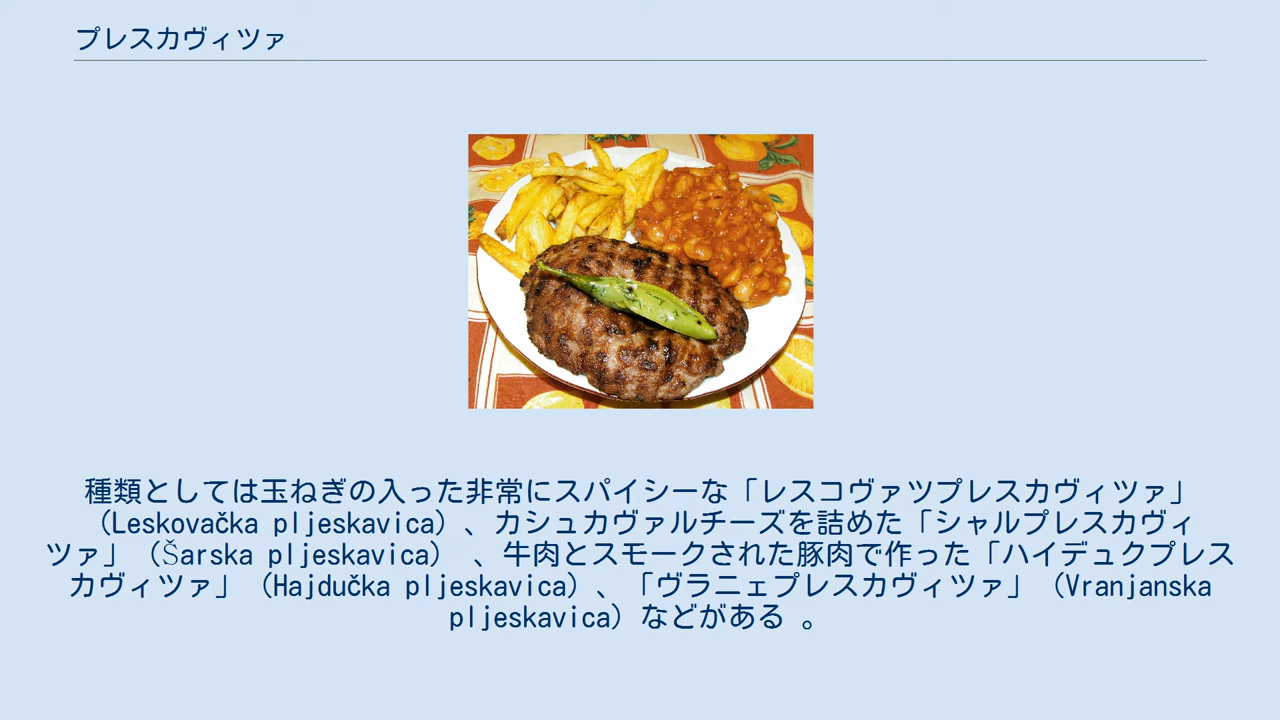 プレスカヴィツァ
種類としては玉ねぎの入った非常にスパイシーな「レスコヴァツプレスカヴィツァ」
（Leskovačka pljeskavica）、カシュカヴァルチーズを詰めた「シャルプレスカヴィ
ツァ」（Šarska pljeskavica） 、牛肉とスモークされた豚肉で作った「ハイデュクプレス
カヴィツァ」（Hajdučka pljeskavica）、「ヴラニェプレスカヴィツァ」（Vranjanska
pljeskavica）などがある 。